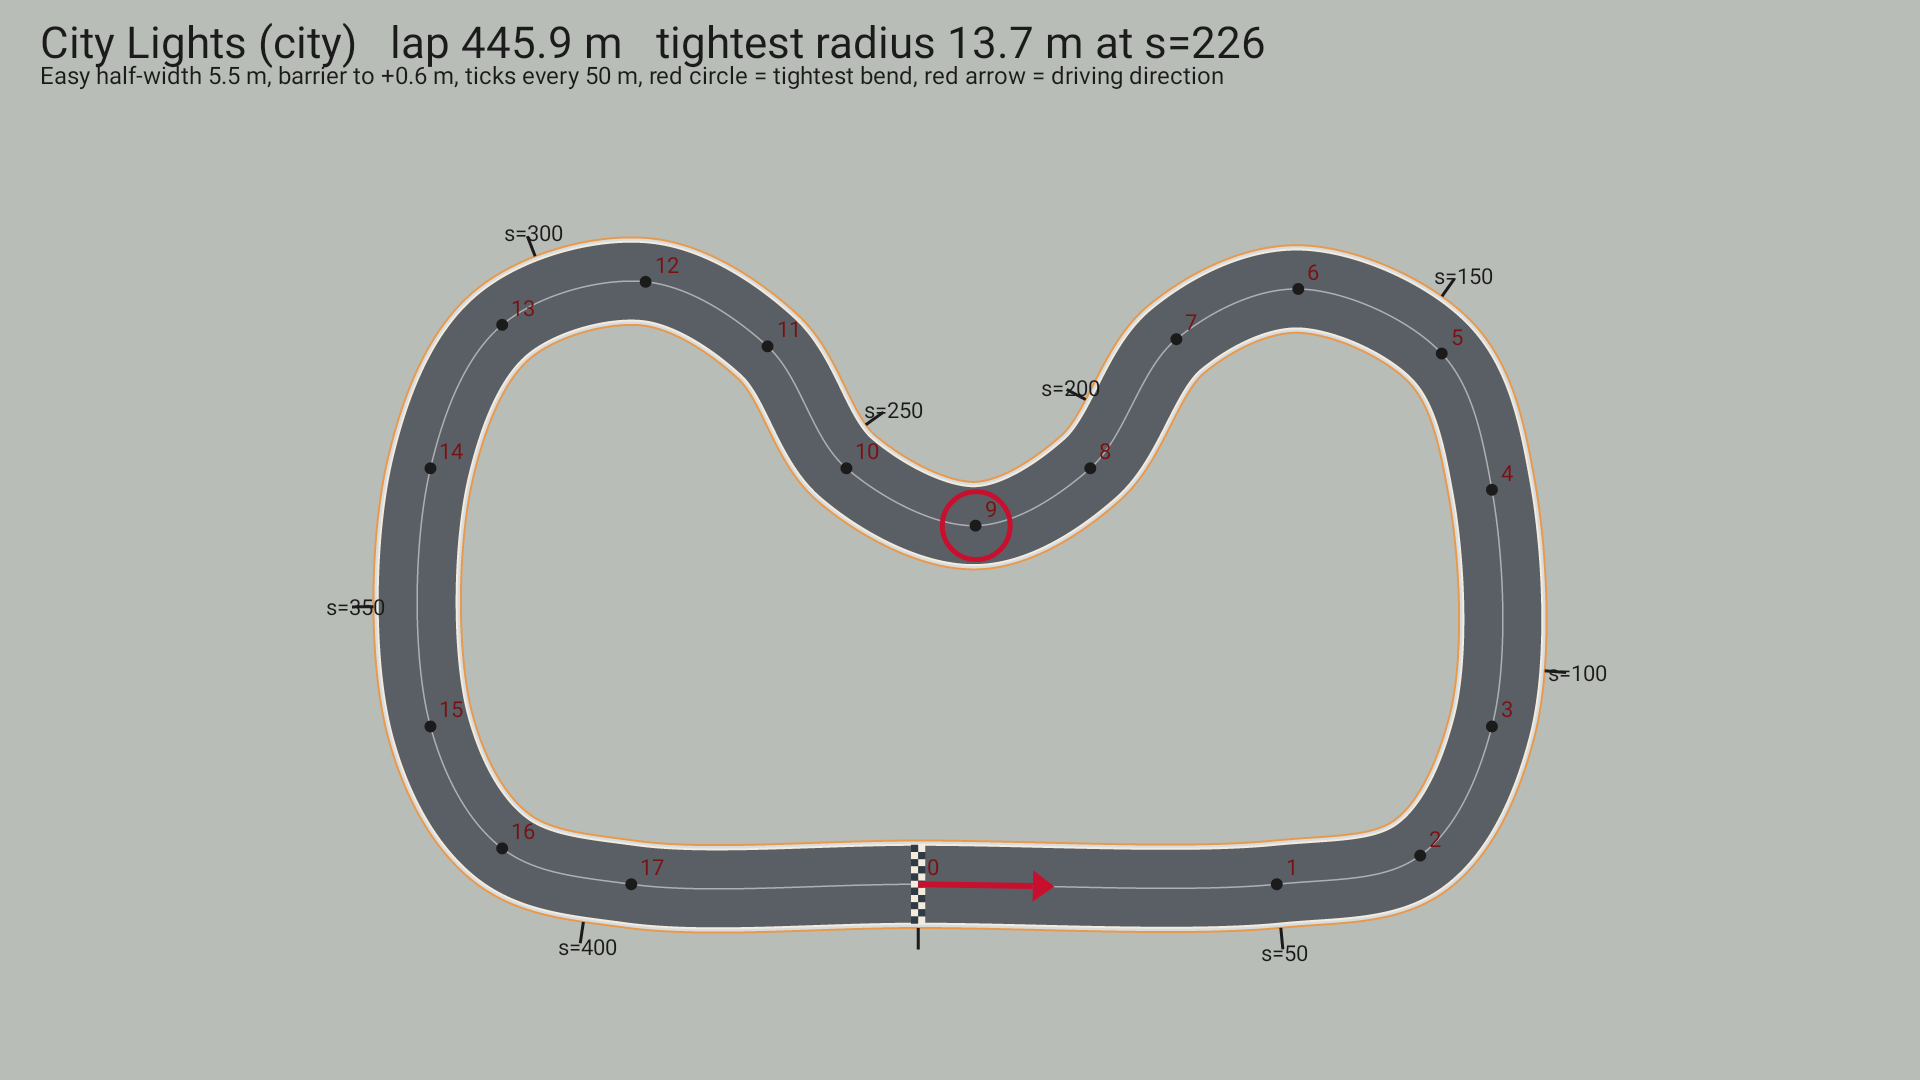 City Lights (city)   lap 445.9 m   tightest radius 13.7 m at s=226
Easy half-width 5.5 m, barrier to +0.6 m, ticks every 50 m, red circle = tightest bend, red arrow = driving direction
s=300
12
6
s=150
13
11
7
5
s=200
s=250
14
10
8
4
9
s=350
s=100
15
3
16
2
17
0
1
s=400
s=50